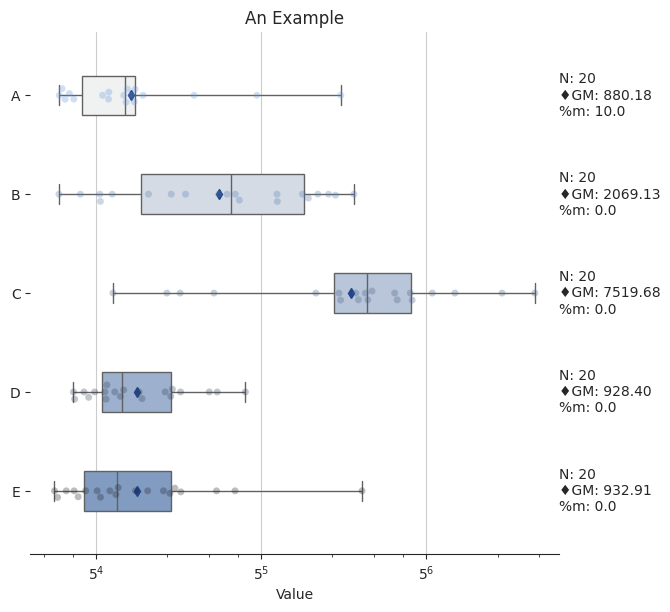 An Example
A
N: 20
♦GM: 880.18
%m: 10.0
B
N: 20
♦GM: 2069.13
%m: 0.0
C
N: 20
♦GM: 7519.68
%m: 0.0
D
N: 20
♦GM: 928.40
%m: 0.0
E
N: 20
♦GM: 932.91
%m: 0.0
5⁴ 5⁵ 5⁶
Value